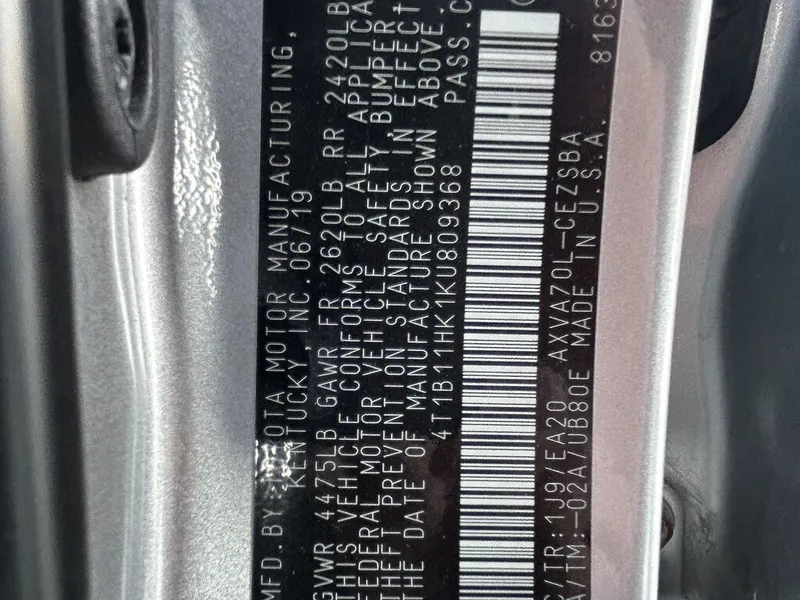 MFD.BY: TOYOTA MOTOR MANUFACTURING,
KENTUCKY, INC. 06/19
GVWR 4475LB GAWR FR 2620LB RR 2420LB
THIS VEHICLE CONFORMS TO ALL APPLICA
FEDERAL MOTOR VEHICLE SAFETY, BUMPER
THEFT PREVENTION STANDARDS IN EFFECT
THE DATE OF MANUFACTURE SHOWN ABOVE.
4T1B11HK1KU809368 PASS.C
C/TR:1J9/EA20 AXVA70L-CEZSBA
A/TM:-02A/UB80E MADE IN U.S.A. 8163